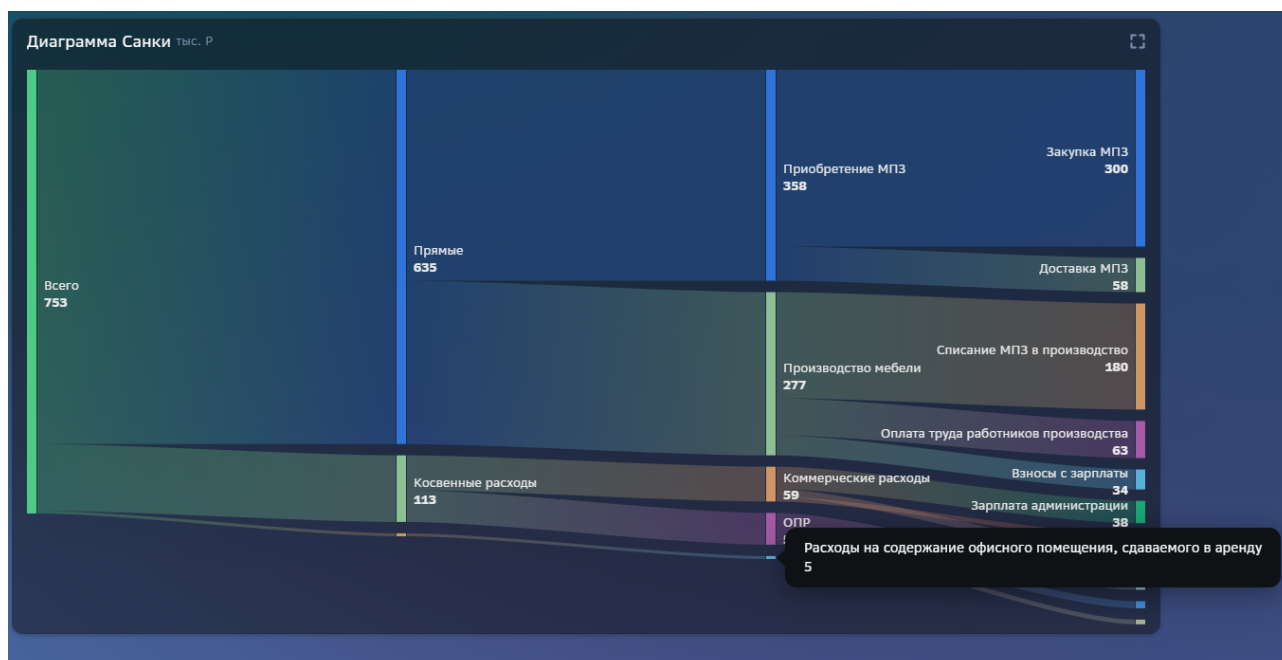 Диаграмма Санки тыс. Р
Всего
753
Прямые
635
Косвенные расходы
113
Приобретение МПЗ
358
Производство мебели
277
Коммерческие расходы
59
ОПР
Закупка МПЗ
300
Доставка МПЗ
58
Списание МПЗ в производство
180
Оплата труда работников производства
63
Взносы с зарплаты
34
Зарплата администрации
38
Расходы на содержание офисного помещения, сдаваемого в аренду
5